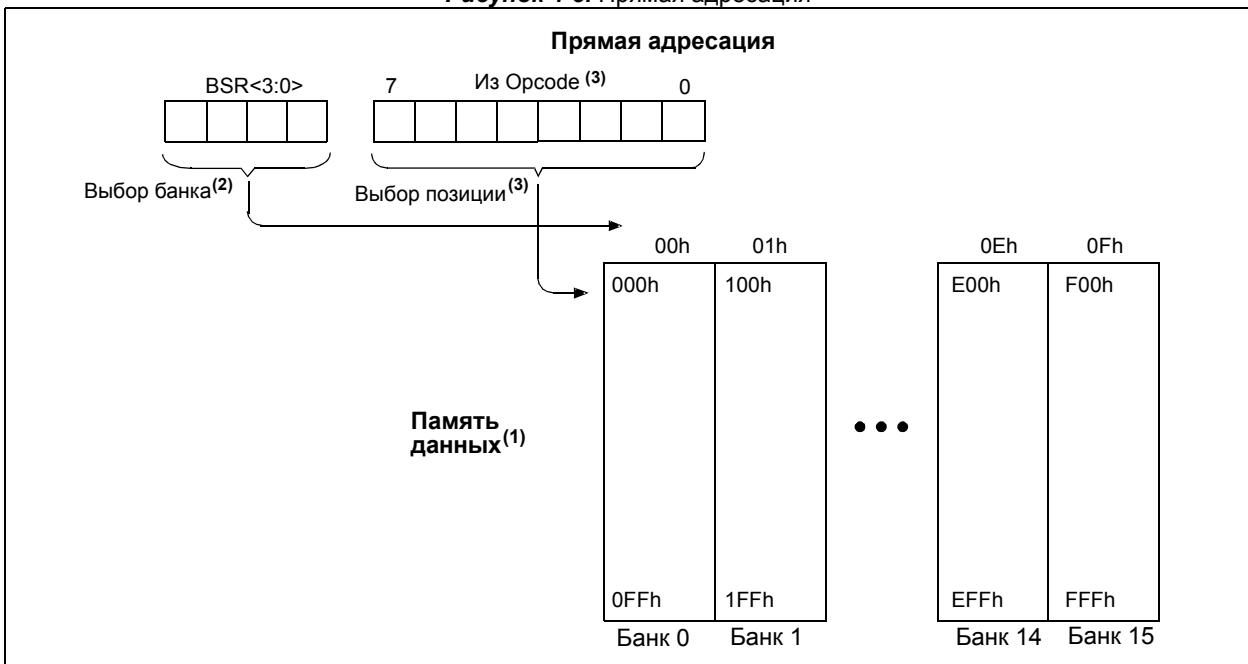 Прямая адресация
BSR<3:0> 7 Из Opcode (3) 0
Выбор банка(2) Выбор позиции(3)
00h 01h 0Eh 0Fh
000h 100h E00h F00h
Память
данных(1)
0FFh 1FFh EFFh FFFh
Банк 0 Банк 1 Банк 14 Банк 15